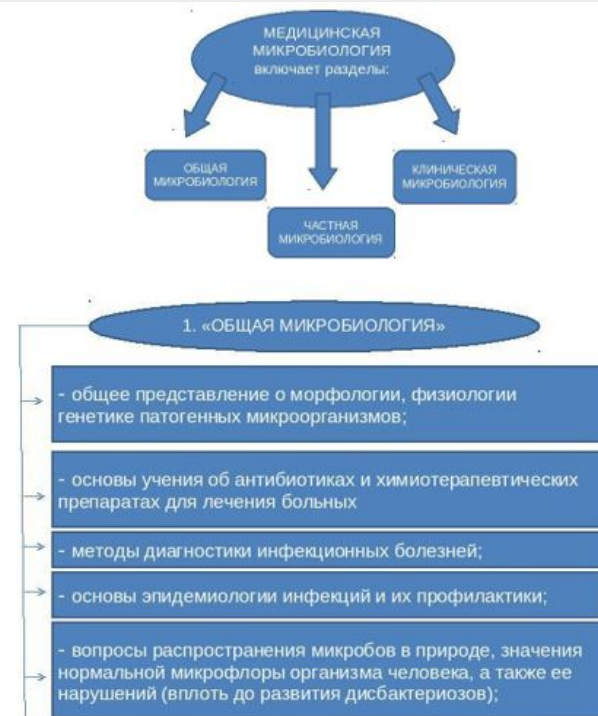 МЕДИЦИНСКАЯ
МИКРОБИОЛОГИЯ
включает разделы:
ОБЩАЯ
МИКРОБИОЛОГИЯ
КЛИНИЧЕСКАЯ
МИКРОБИОЛОГИЯ
ЧАСТНАЯ
МИКРОБИОЛОГИЯ
1. «ОБЩАЯ МИКРОБИОЛОГИЯ»
- общее представление о морфологии, физиологии
генетике патогенных микроорганизмов;
- основы учения об антибиотиках и химиотерапевтических
препаратах для лечения больных
- методы диагностики инфекционных болезней;
- основы эпидемиологии инфекций и их профилактики;
- вопросы распространения микробов в природе, значения
нормальной микрофлоры организма человека, а также ее
нарушений (вплоть до развития дисбактериозов);